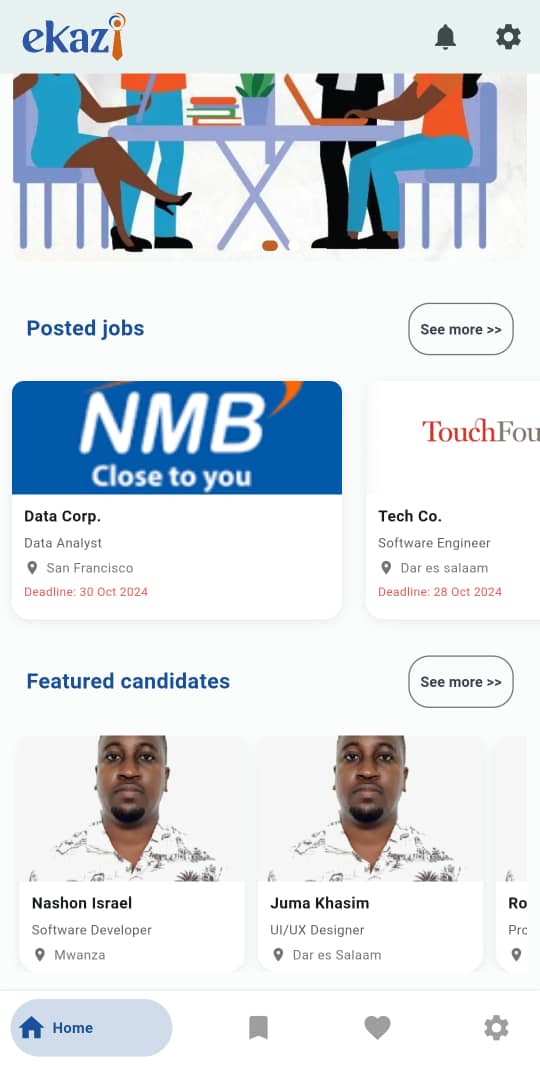 ekazi
Posted jobs
See more >>
NMB
Close to you
TouchFou
Data Corp.
Data Analyst
San Francisco
Deadline: 30 Oct 2024
Tech Co.
Software Engineer
Dar es salaam
Deadline: 28 Oct 2024
Featured candidates
See more >>
Nashon Israel
Software Developer
Mwanza
Juma Khasim
UI/UX Designer
Dar es Salaam
Ro
Pro
Home